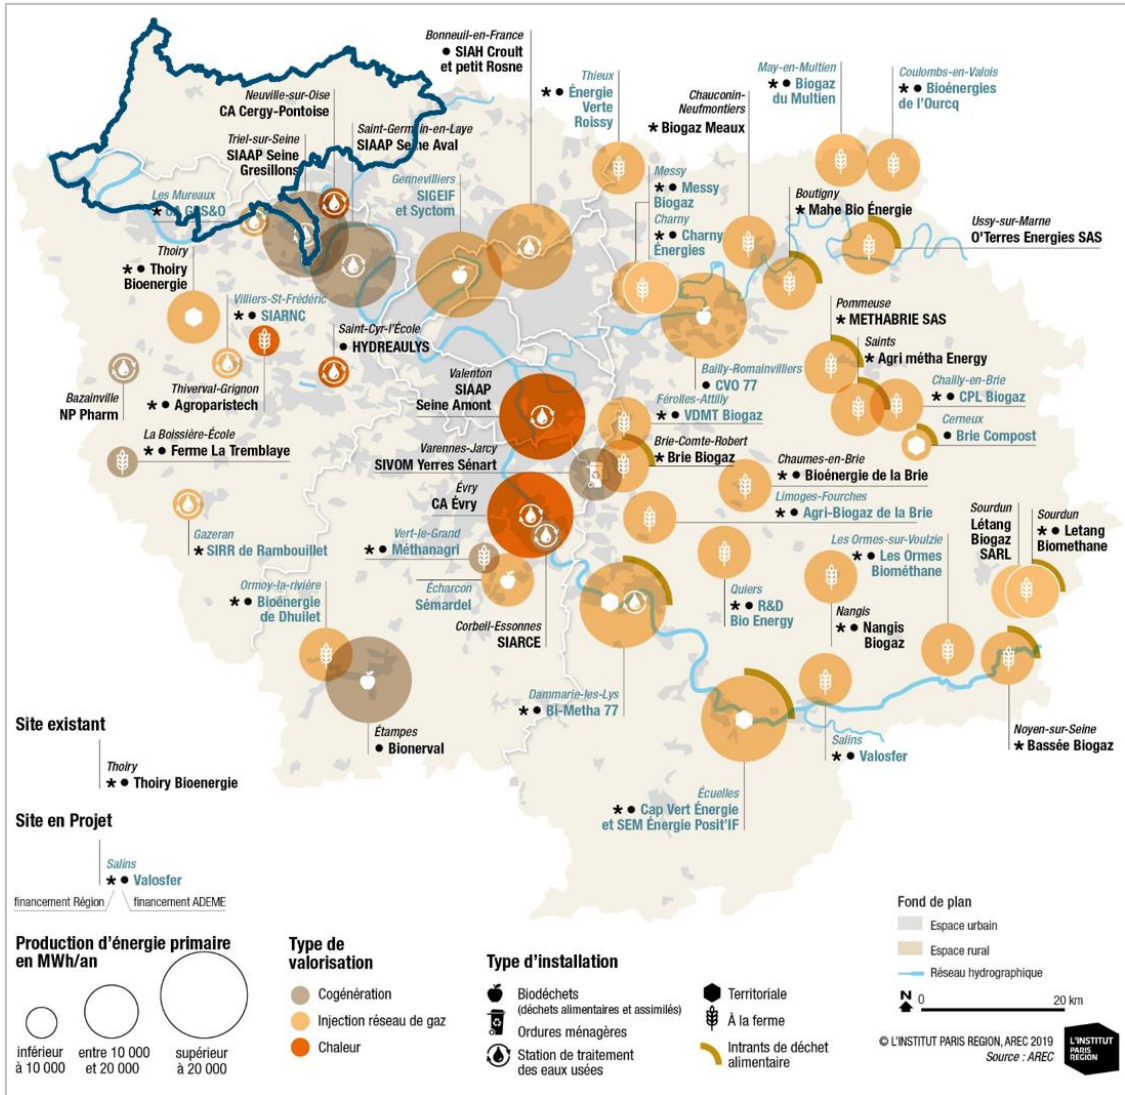 Bonneuil-en-France
● SIAH Croult
et petit Rosne
Neuville-sur-Oise
CA Cergy-Pontoise
Thieux
* ● Énergie
Verte
Roissy
Chauconin-
Neufmontiers
* Biogaz Meaux
May-en-Multien
* ● Biogaz
du Multien
Coulombs-en-Valois
* ● Bioénergies
de l'Ourcq
Triel-sur-Seine
SIAAP Seine
Gresillons
Saint-Germain-en-Laye
SIAAP Seine Aval
Gennevilliers
SIGEIF
et Syctom
Messy
* ● Messy
Biogaz
Charny
* ● Charny
Énergies
Boutigny
* Mahe Bio Énergie
Ussy-sur-Marne
O'Terres Energies SAS
Les Mureaux
GPS&O
Thoiry
* ● Thoiry
Bioenergie
Villiers-St-Frédéric
* ● SIARNC
Saint-Cyr-l'École
● HYDREAULYS
Pommeuse
* METHABRIE SAS
Saints
* Agri métha Energy
Bazainville
NP Pharm
Thiverval-Grignon
* ● Agroparistech
Valenton
SIAAP
Seine Amont
Bailly-Romainvilliers
● CVO 77
Férolles-Attilly
* ● VDMT Biogaz
Chailly-en-Brie
* ● CPL Biogaz
Cerneux
● Brie Compost
La Boissière-École
* ● Ferme La Tremblaye
Varennes-Jarcy
SIVOM Yerres Sénart
Brie-Comte-Robert
* Brie Biogaz
Chaumes-en-Brie
* ● Bioénergie de la Brie
Évry
CA Évry
Limoges-Fourches
* ● Agri-Biogaz de la Brie
Sourdun
Létang
Biogaz
SARL
Sourdun
* ● Letang
Biomethane
Gazeran
* SIRR de Rambouillet
Vert-le-Grand
* ● Méthanagri
Les Ormes-sur-Voulzie
* ● Les Ormes
Biométhane
Ormoy-la-rivière
* ● Bioénergie
de Dhuilet
Écharcon
Sémardel
Quiers
* ● R&D
Bio Energy
Nangis
* ● Nangis
Biogaz
Corbeil-Essonnes
SIARCE
Dammarie-les-Lys
* ● Bi-Metha 77
Étampes
● Bionerval
Salins
* ● Valosfer
Noyen-sur-Seine
* Bassée Biogaz
Écuelles
* ● Cap Vert Énergie
et SEM Énergie Posit'IF
Site existant
Thoiry
* ● Thoiry Bioenergie
Site en Projet
Salins
* ● Valosfer
financement Région financement ADEME
Production d'énergie primaire
en MWh/an
inférieur
à 10 000
entre 10 000
et 20 000
supérieur
à 20 000
Type de
valorisation
Cogénération
Injection réseau de gaz
Chaleur
Type d'installation
Biodéchets
(déchets alimentaires et assimilés)
Ordures ménagères
Station de traitement
des eaux usées
Territoriale
À la ferme
Intrants de déchet
alimentaire
Fond de plan
Espace urbain
Espace rural
Réseau hydrographique
N 0 20 km
© L'INSTITUT PARIS REGION, AREC 2019
Source : AREC
L'INSTITUT
PARIS
REGION